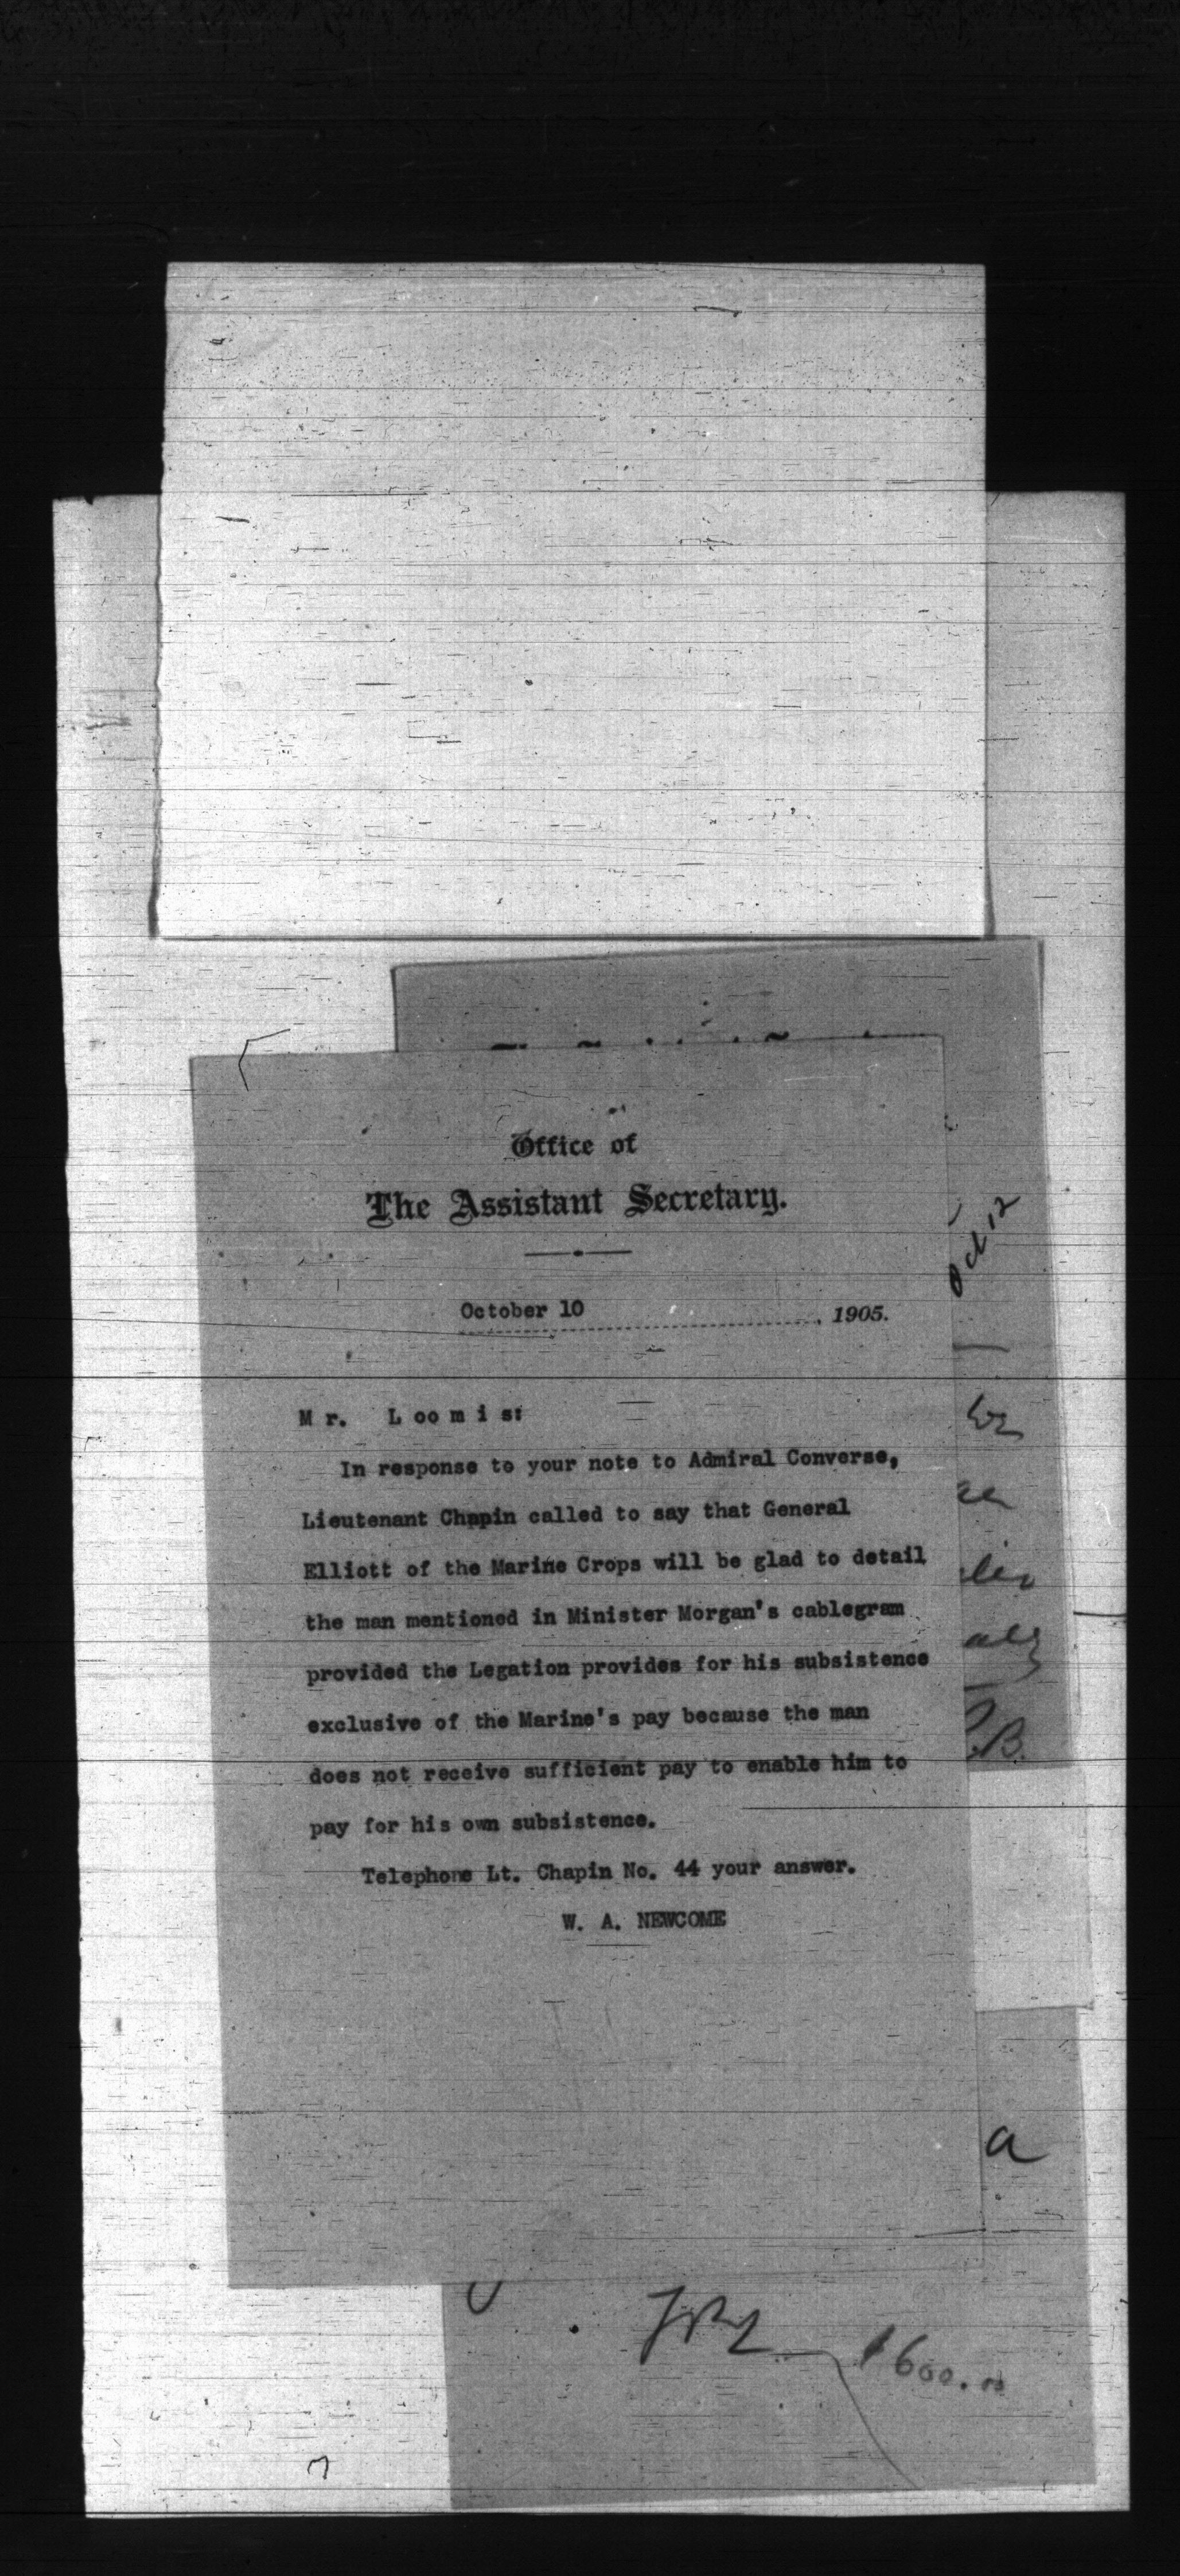 Office of
The Assistant Secretary.
October 10, 1905.
Oct 12
Mr. Loomis:
In response to your note to Admiral Converse,
Lieutenant Chapin called to say that General
Elliott of the Marine Crops will be glad to detail
the man mentioned in Minister Morgan's cablegram
provided the Legation provides for his subsistence
exclusive of the Marine's pay because the man
does not receive sufficient pay to enable him to
pay for his own subsistence.
Telephone Lt. Chapin No. 44 your answer.
W. A. NEWCOME
B.
a